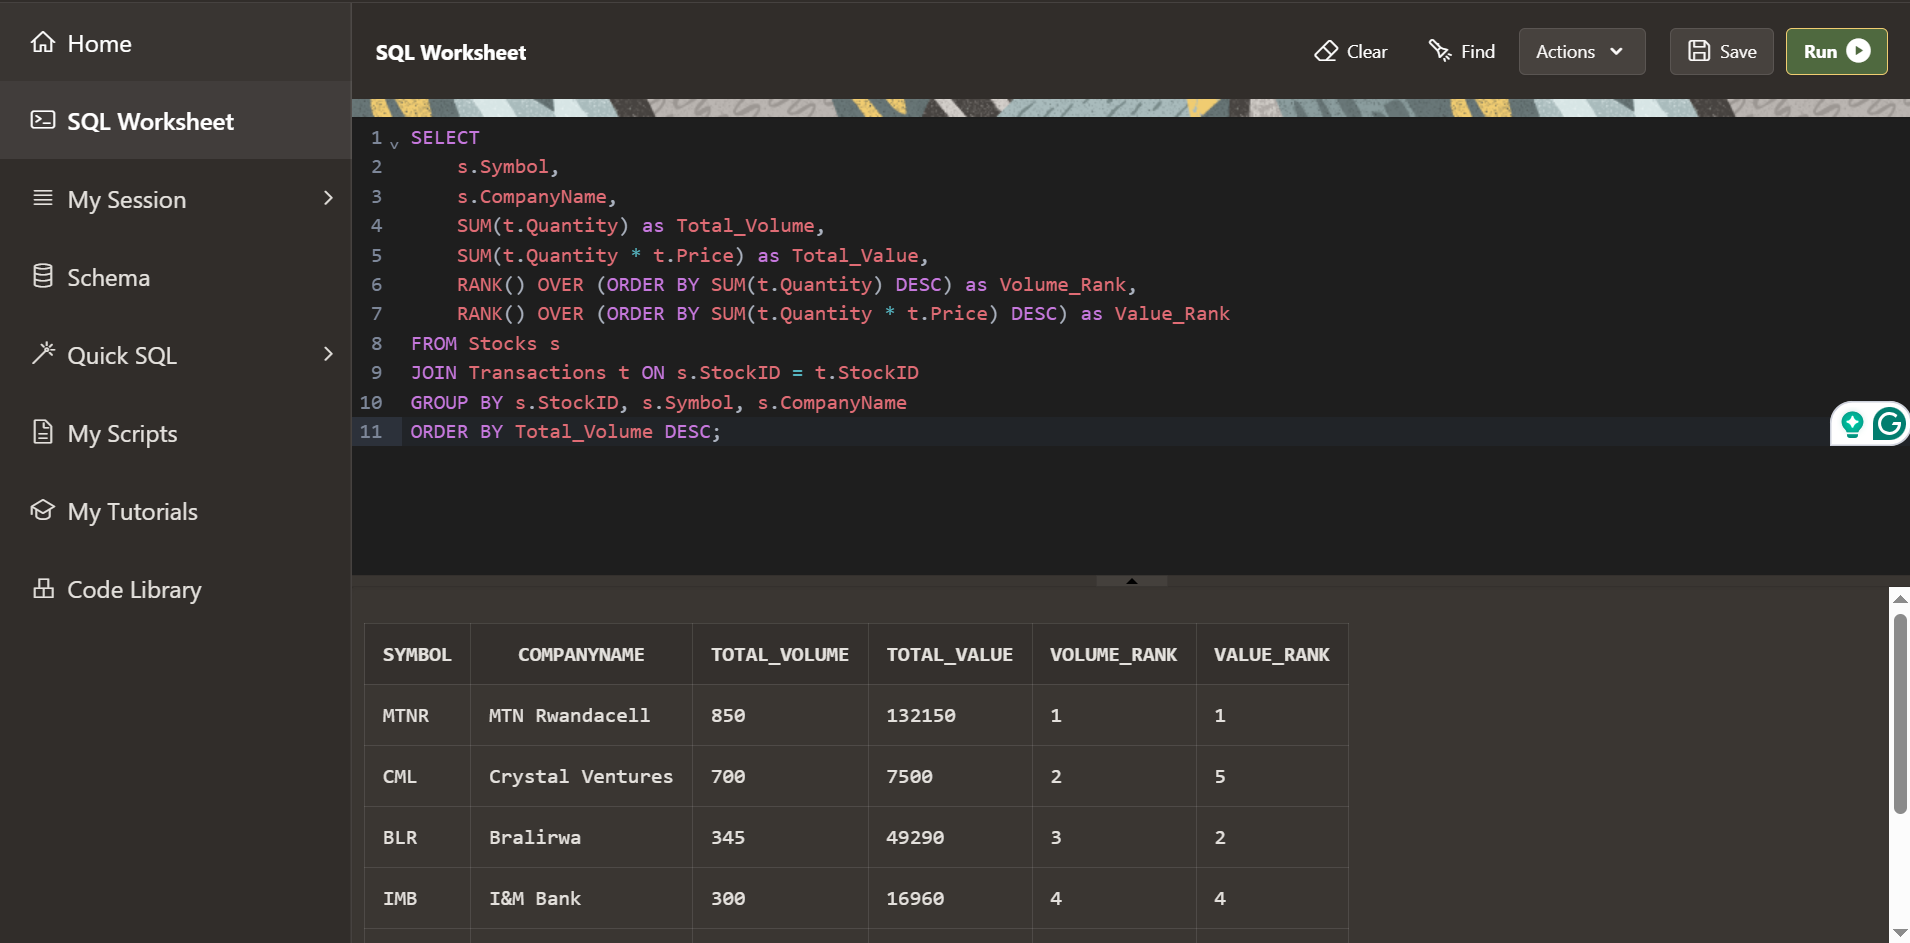 Home
SQL Worksheet
My Session
Schema
Quick SQL
My Scripts
My Tutorials
Code Library
SQL Worksheet
Clear
Find
Actions
Save
Run
1 SELECT
2     s.Symbol,
3     s.CompanyName,
4     SUM(t.Quantity) as Total_Volume,
5     SUM(t.Quantity * t.Price) as Total_Value,
6     RANK() OVER (ORDER BY SUM(t.Quantity) DESC) as Volume_Rank,
7     RANK() OVER (ORDER BY SUM(t.Quantity * t.Price) DESC) as Value_Rank
8 FROM Stocks s
9 JOIN Transactions t ON s.StockID = t.StockID
10 GROUP BY s.StockID, s.Symbol, s.CompanyName
11 ORDER BY Total_Volume DESC;
SYMBOL COMPANYNAME TOTAL_VOLUME TOTAL_VALUE VOLUME_RANK VALUE_RANK
MTNR MTN Rwandacell 850 132150 1 1
CML Crystal Ventures 700 7500 2 5
BLR Bralirwa 345 49290 3 2
IMB I&M Bank 300 16960 4 4